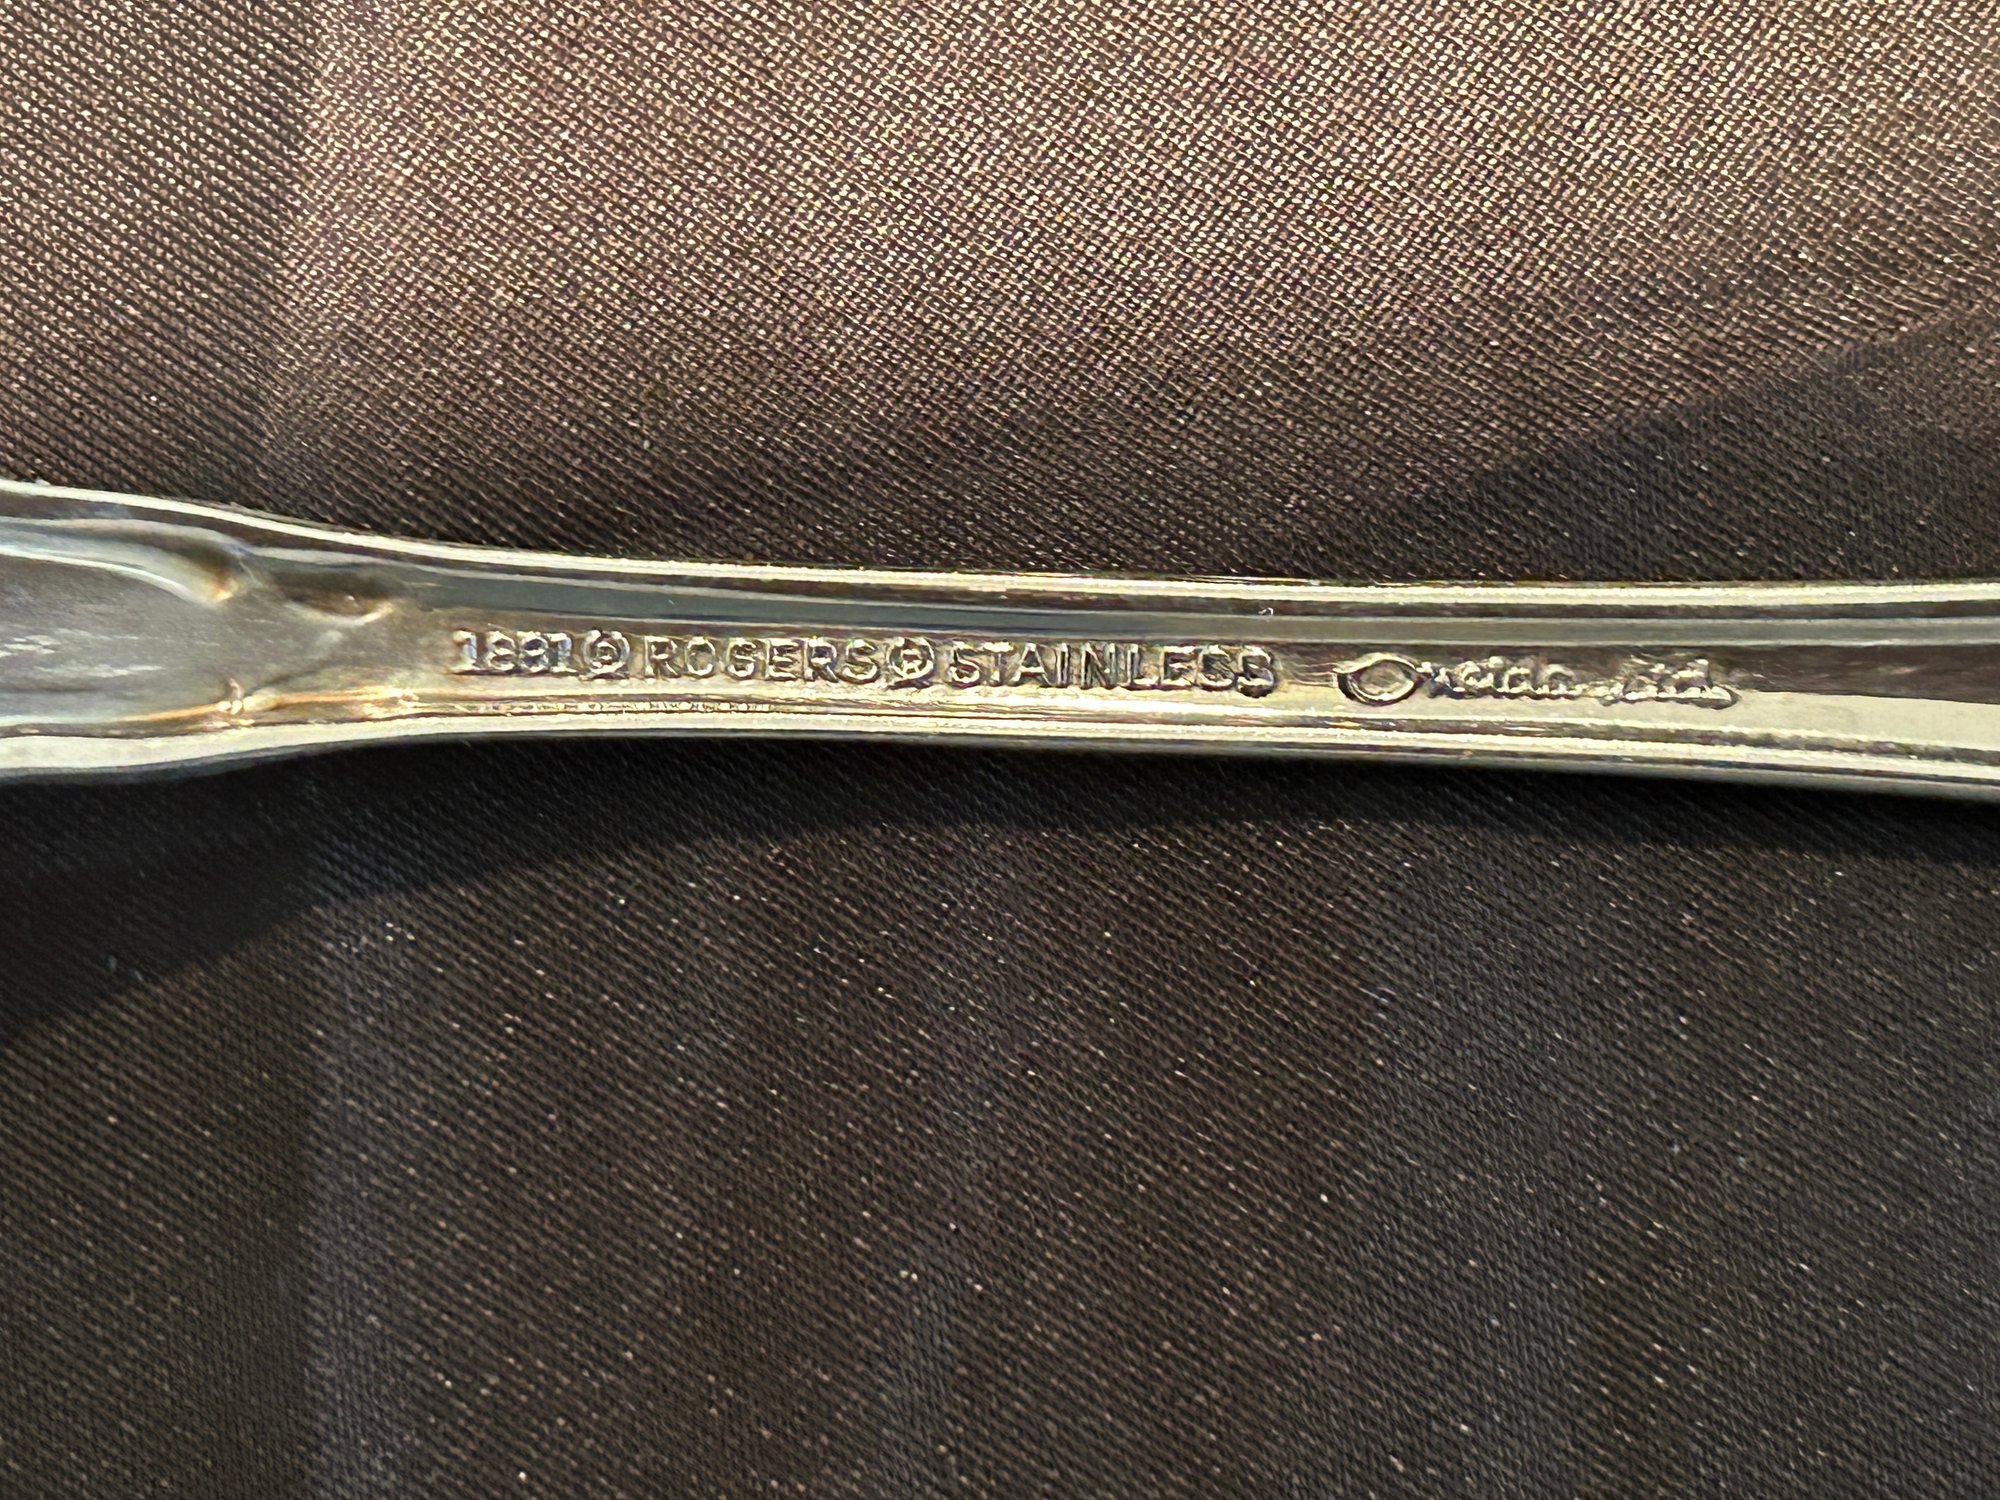 1881 ® ROGERS ® STAINLESS Oneida Ltd.